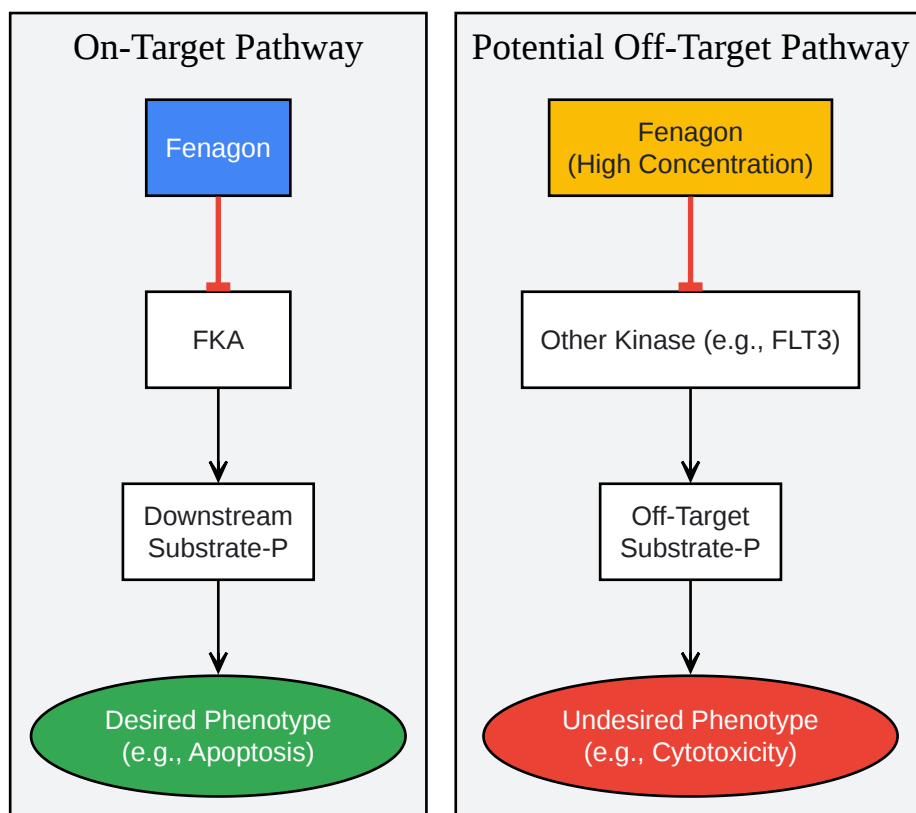 On-Target Pathway
Fenagon
FKA
Downstream
Substrate-P
Desired Phenotype
(e.g., Apoptosis)
Potential Off-Target Pathway
Fenagon
(High Concentration)
Other Kinase (e.g., FLT3)
Off-Target
Substrate-P
Undesired Phenotype
(e.g., Cytotoxicity)